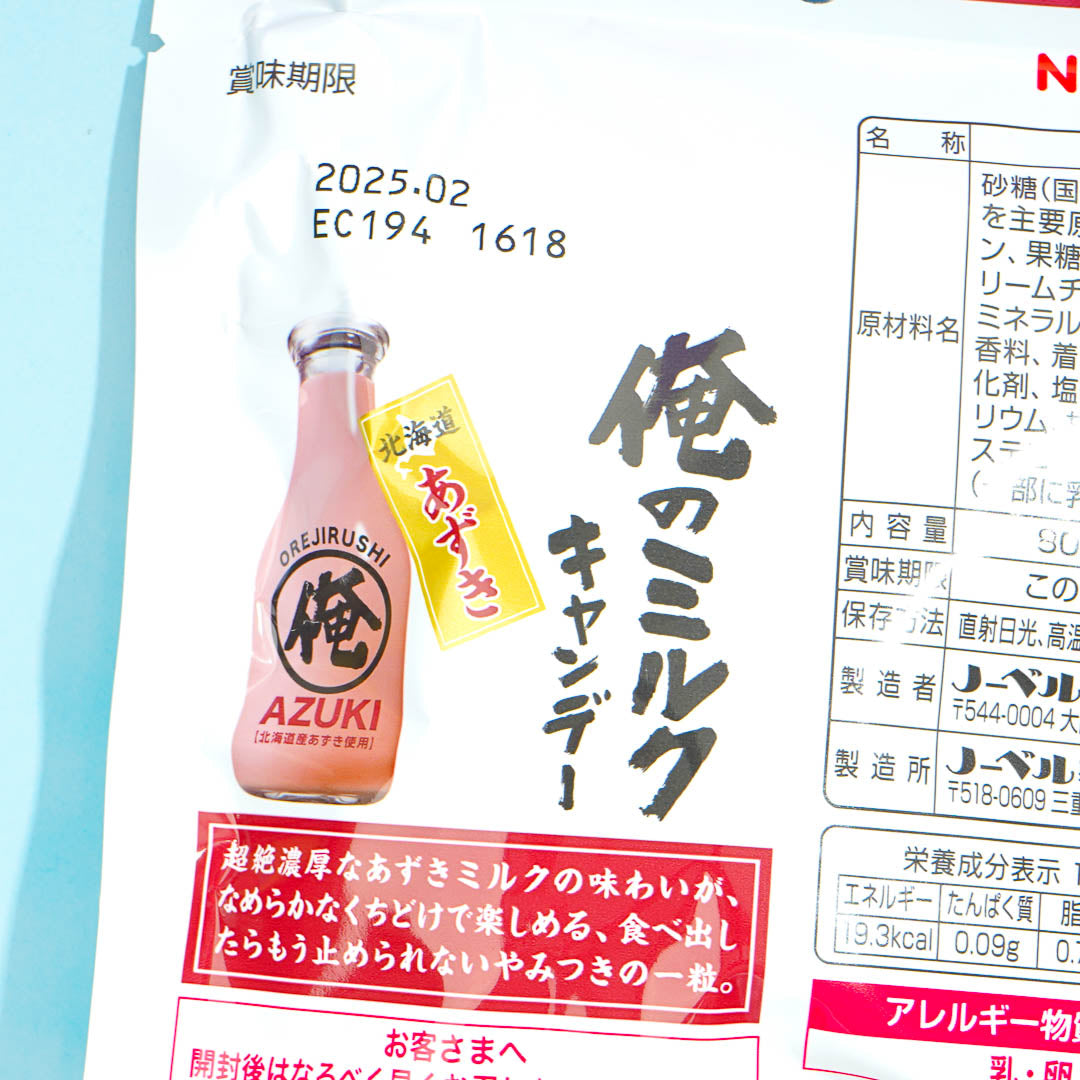 賞味期限
2025.02
EC194 1618
北海道
あずき
俺のミルク
キャンデー
OREJIRUSHI
俺
AZUKI
[北海道産あずき使用]
超絶濃厚なあずきミルクの味わいが、
なめらかなくちどけで楽しめる、食べ出し
たらもう止められないやみつきの一粒。
お客さまへ
開封後はなるべく早く
N
名称
原材料名
砂糖(国
を主要原
ン、果糖
リームチ
ミネラル
香料、着
化剤、塩
リウム、
ステ
部に乳
内容量
80
賞味期限
この
保存方法
直射日光、高温
製造者
ノーベル
〒544-0004 大
製造所
ノーベル
〒518-0609 三重
栄養成分表示 1
エネルギー たんぱく質 脂
19.3kcal 0.09g 0.
アレルギー物質
乳・卵